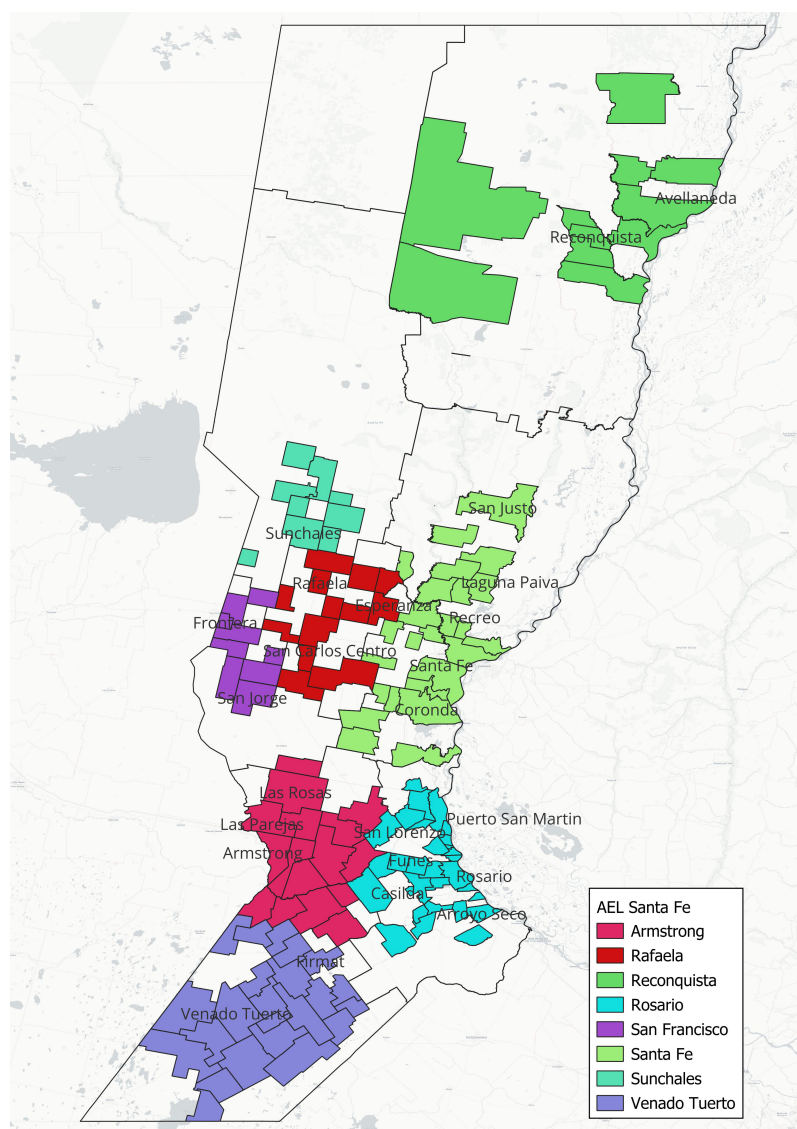 Avellaneda
Reconquista
San Justo
Sunchales
Rafaela
Laguna Paiva
Esperanza
Frontera
Recreo
San Carlos Centro
Santa Fe
San Jorge
Coronda
Las Rosas
Las Parejas
San Lorenzo
Puerto San Martin
Armstrong
Funes
Rosario
Casilda
Arroyo Seco
Firmat
Venado Tuerto
AEL Santa Fe
Armstrong
Rafaela
Reconquista
Rosario
San Francisco
Santa Fe
Sunchales
Venado Tuerto